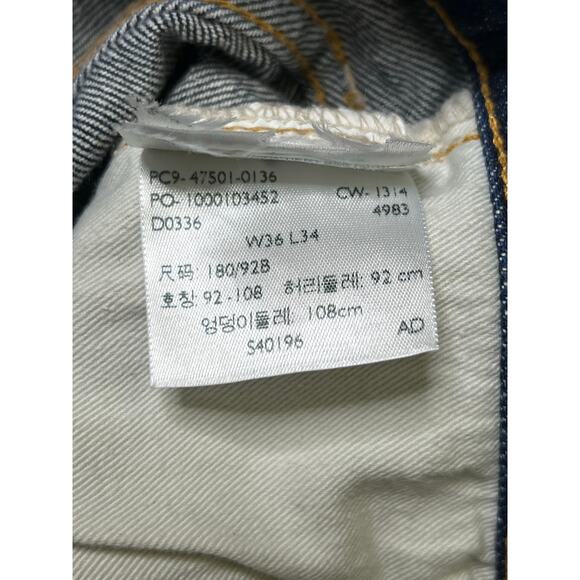 PC9-47501-0136
PO-1000103452 CW-1314
D0336 4983
W36 L34
尺码: 180/92B
호칭: 92-108 허리둘레: 92 cm
엉덩이둘레: 108cm
S40196 AD